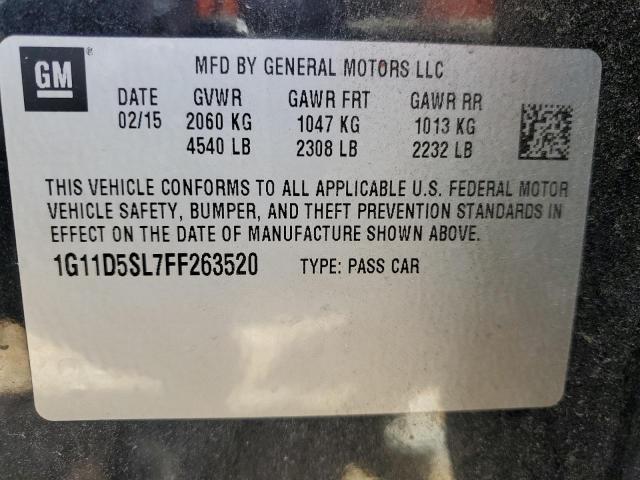 GM ®
MFD BY GENERAL MOTORS LLC
DATE GVWR GAWR FRT GAWR RR
02/15 2060 KG 1047 KG 1013 KG
4540 LB 2308 LB 2232 LB
THIS VEHICLE CONFORMS TO ALL APPLICABLE U.S. FEDERAL MOTOR
VEHICLE SAFETY, BUMPER, AND THEFT PREVENTION STANDARDS IN
EFFECT ON THE DATE OF MANUFACTURE SHOWN ABOVE.
1G11D5SL7FF263520 TYPE: PASS CAR